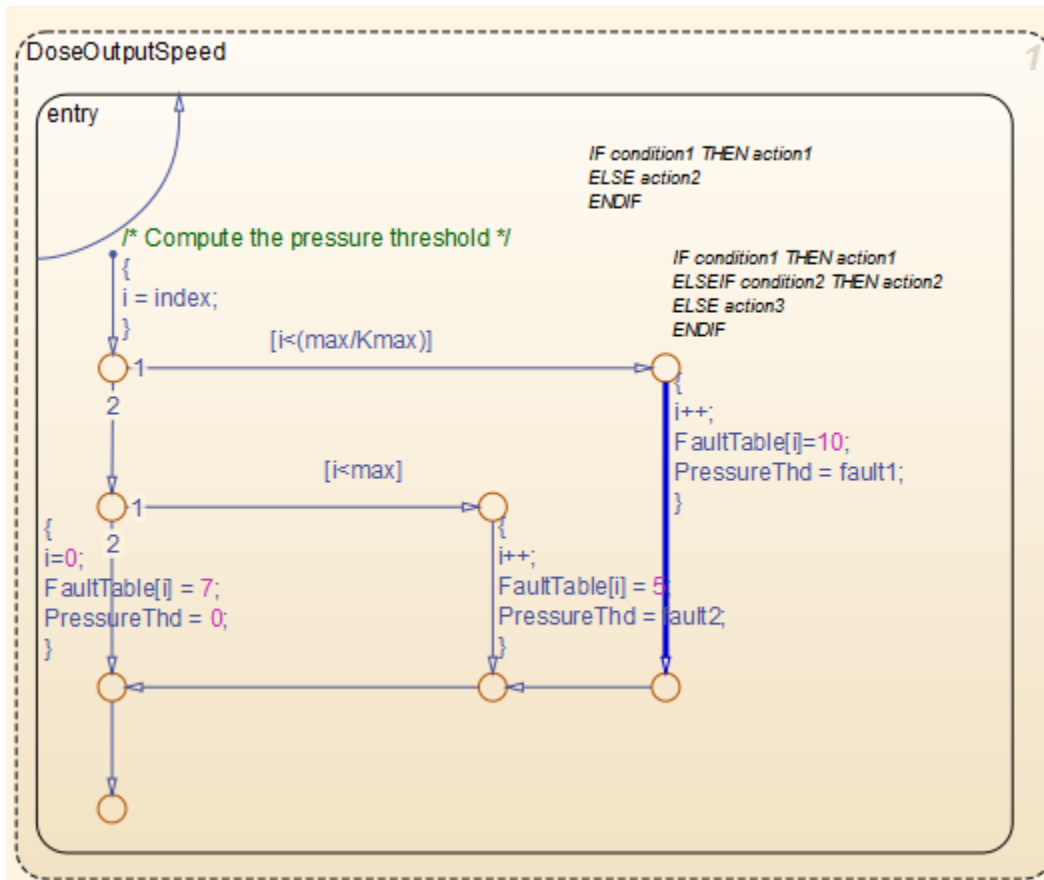 DoseOutputSpeed
1
entry
IF condition1 THEN action1
ELSE action2
ENDIF
/* Compute the pressure threshold */
{
i = index;
}
IF condition1 THEN action1
ELSEIF condition2 THEN action2
ELSE action3
ENDIF
[i<(max/Kmax)]
1
2
{
i++;
FaultTable[i]=10;
PressureThd = fault1;
}
[i<max]
1
2
{
i=0;
FaultTable[i] = 7;
PressureThd = 0;
}
{
i++;
FaultTable[i] = 5;
PressureThd = fault2;
}